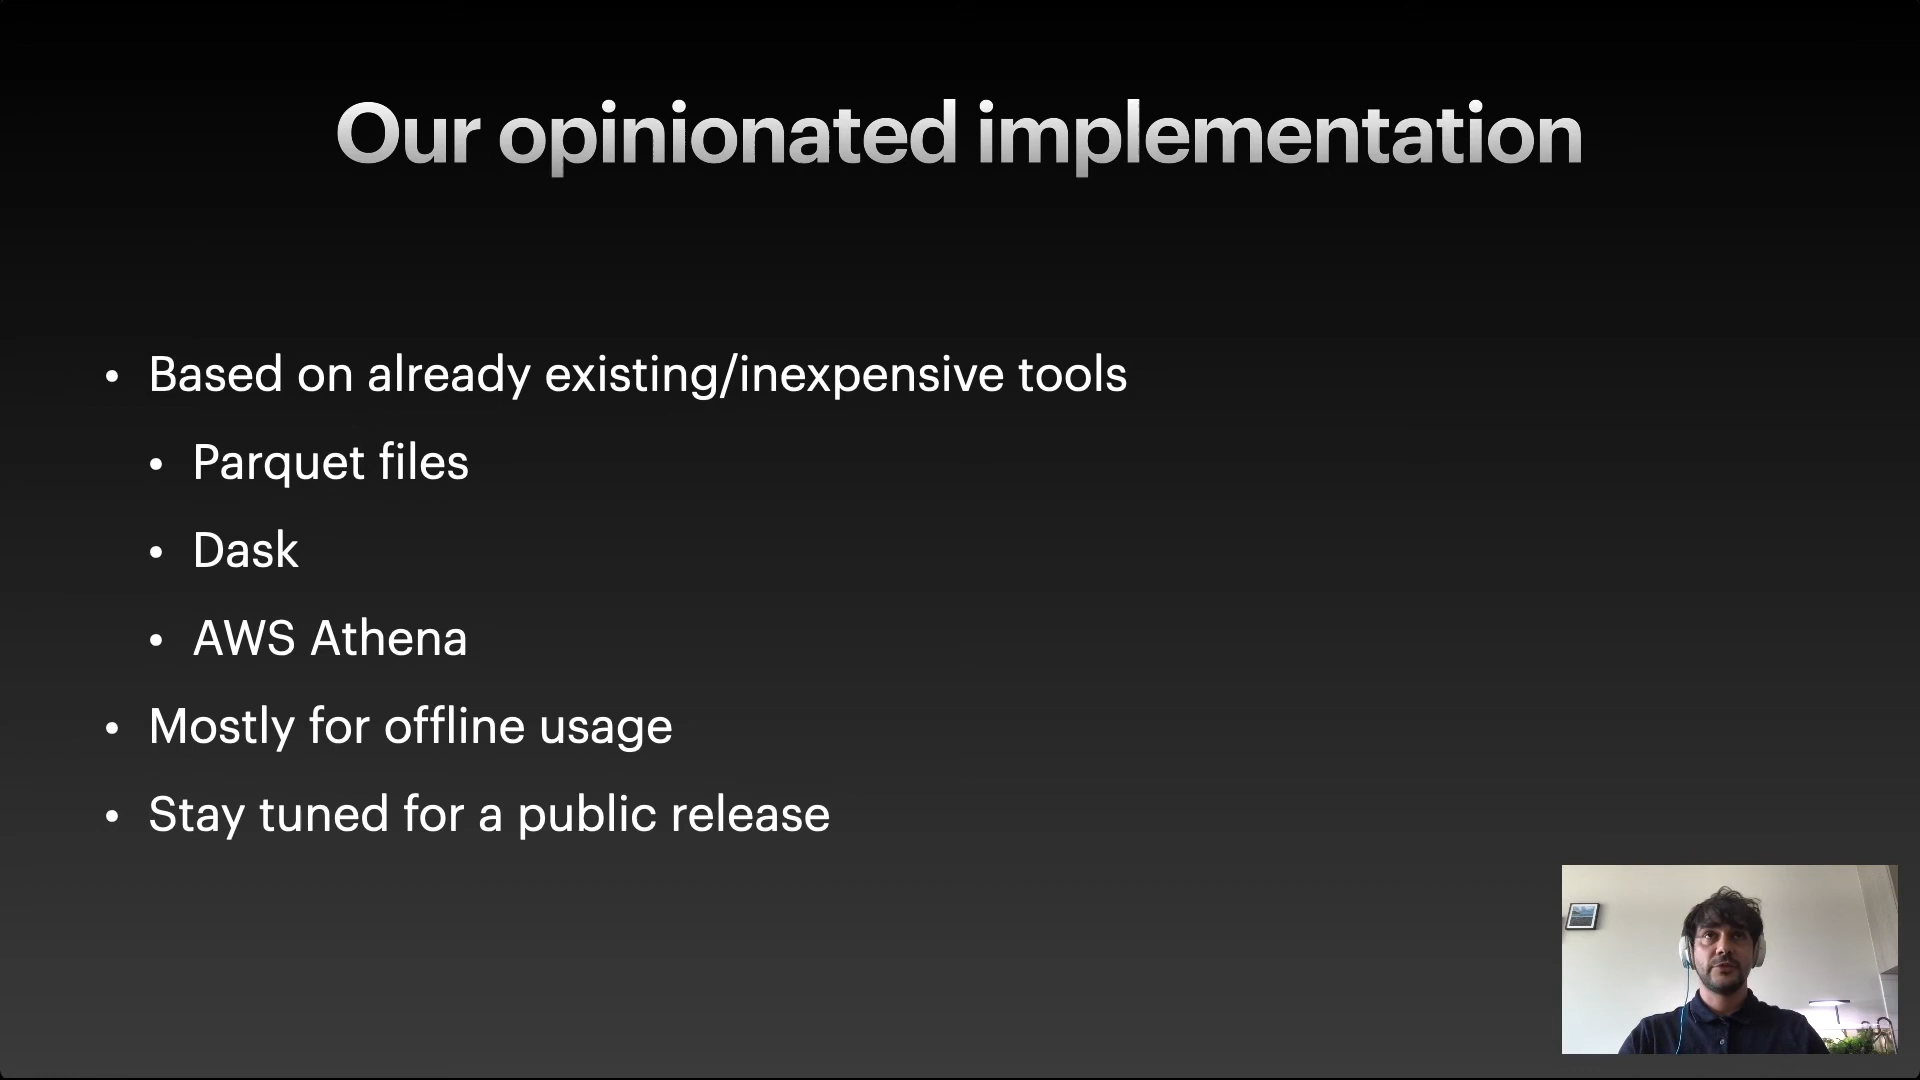 Our opinionated implementation
• Based on already existing/inexpensive tools
• Parquet files
• Dask
• AWS Athena
• Mostly for offline usage
• Stay tuned for a public release